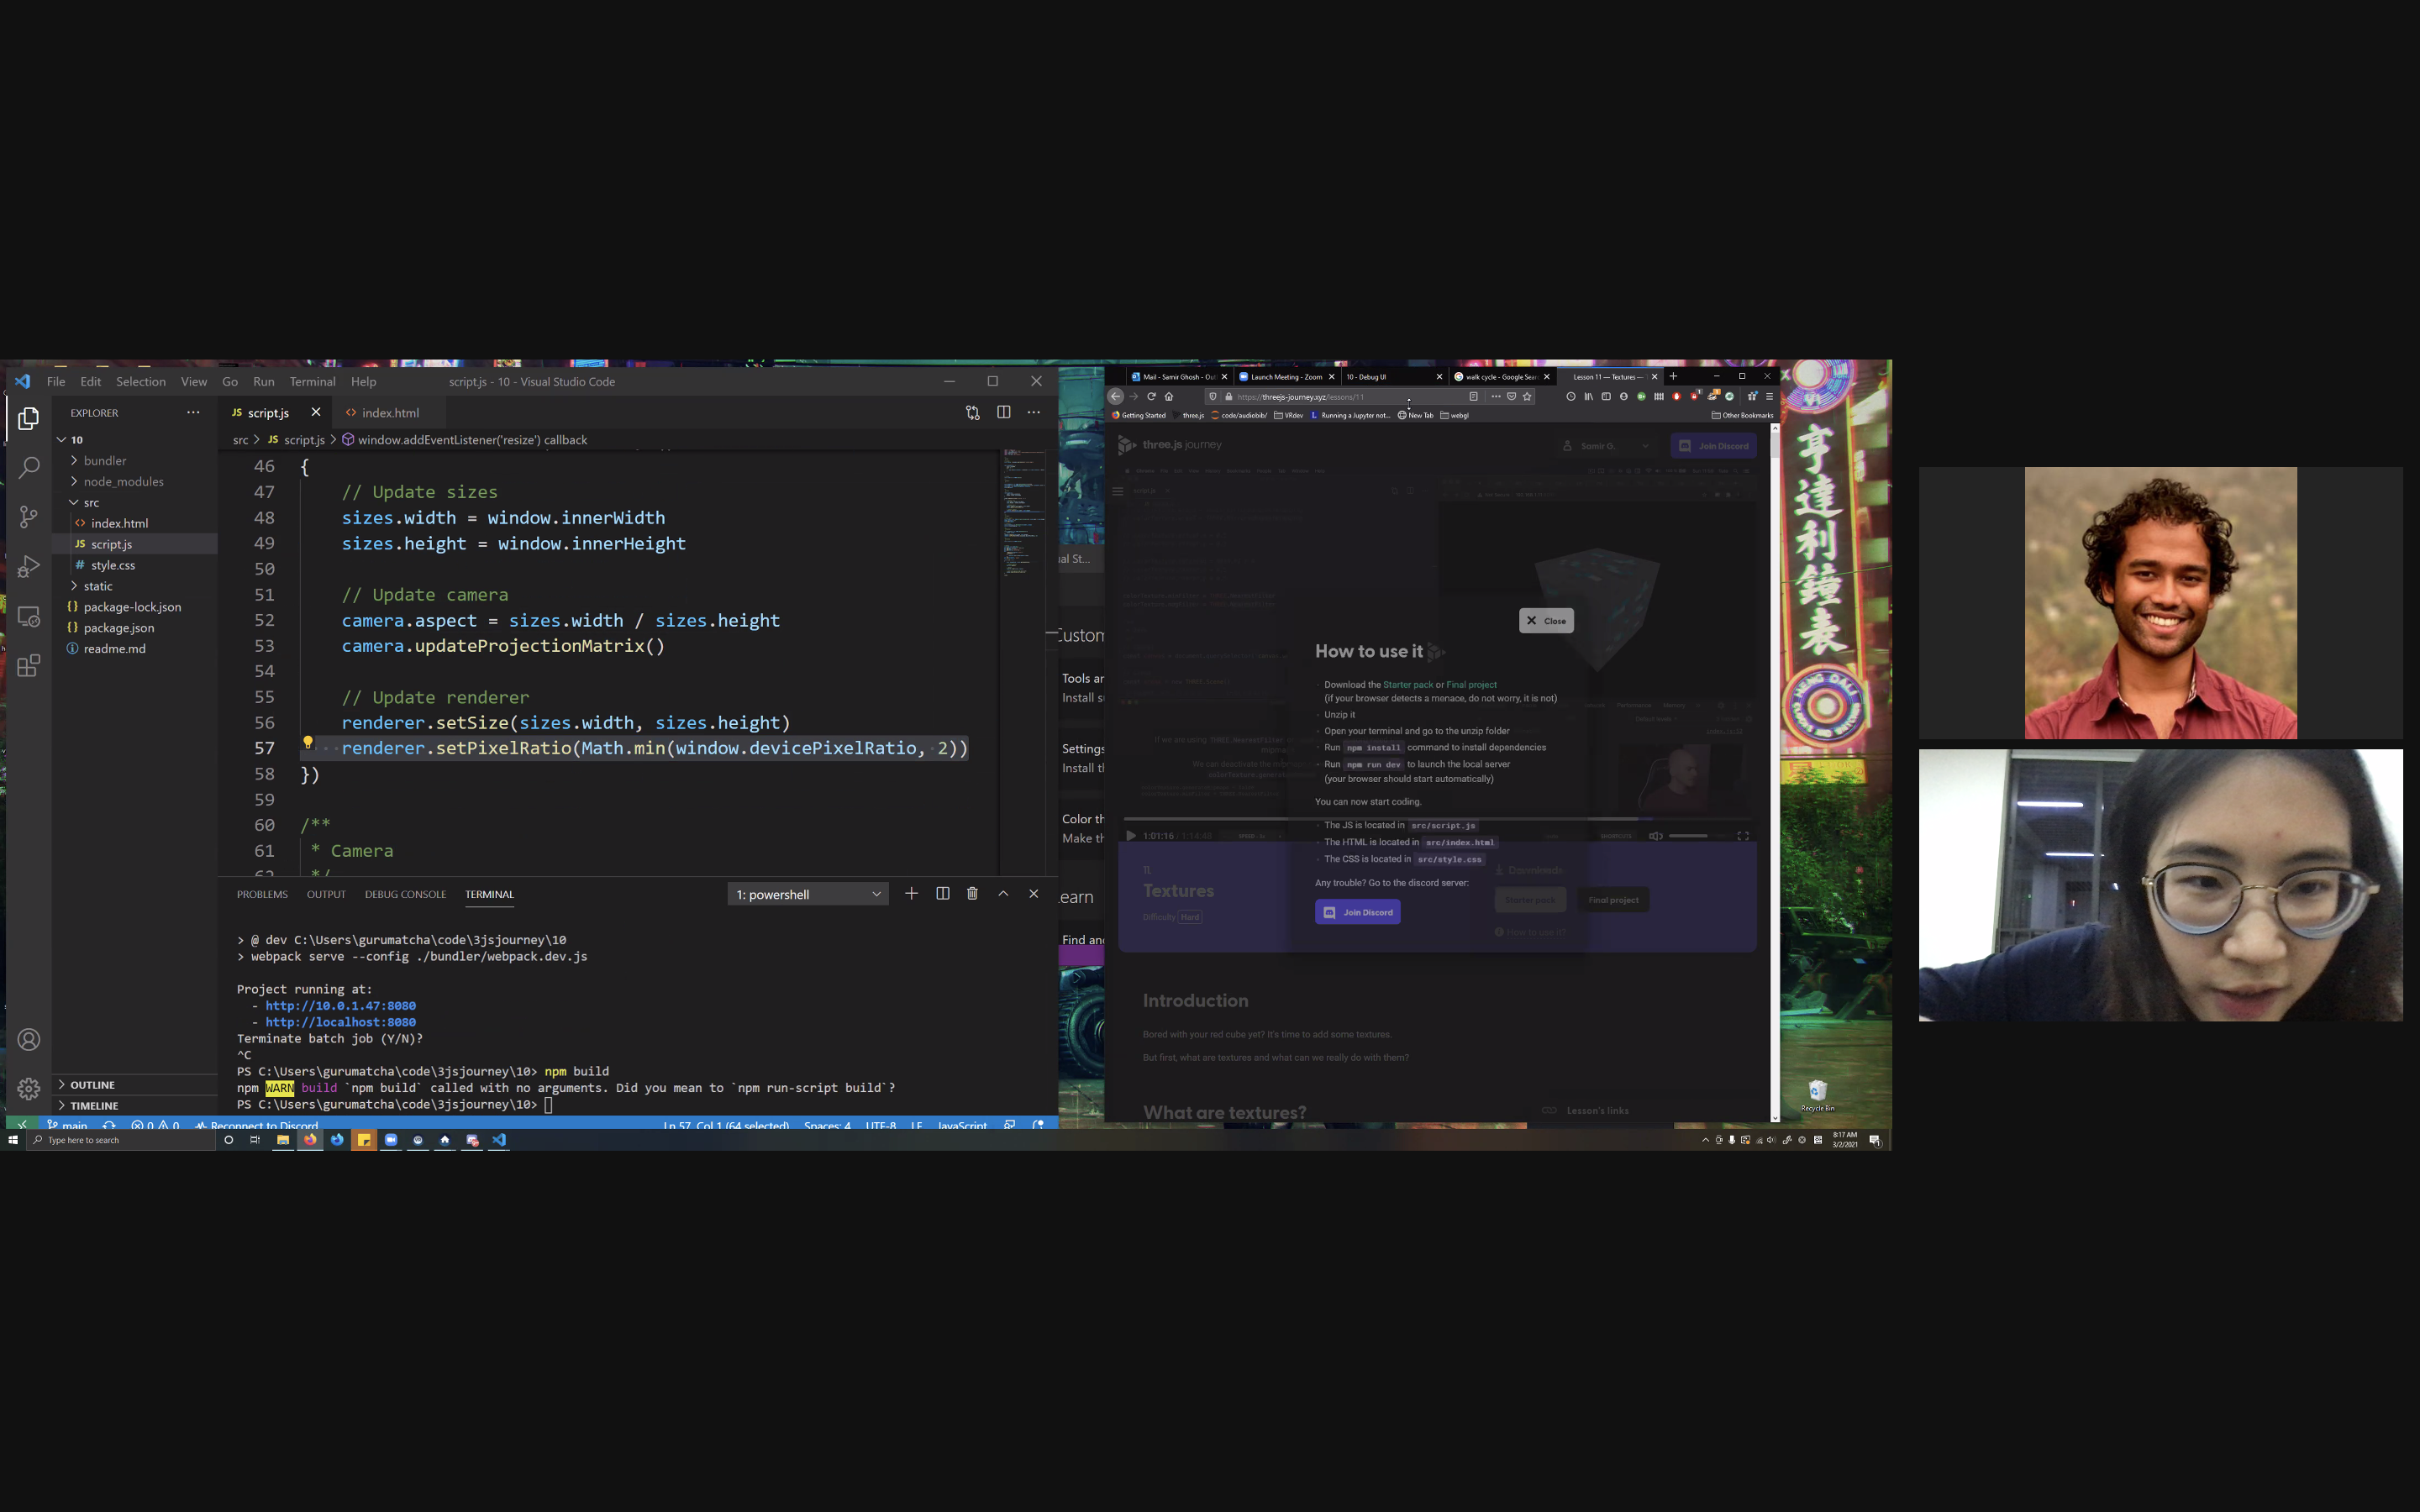 File Edit Selection View Go Run Terminal Help
script.js - 10 - Visual Studio Code
EXPLORER
10
bundler
node_modules
src
index.html
script.js
style.css
static
package-lock.json
package.json
readme.md
OUTLINE
TIMELINE
script.js
index.html
src > script.js > window.addEventListener('resize') callback
46 {
47 // Update sizes
48 sizes.width = window.innerWidth
49 sizes.height = window.innerHeight
50
51 // Update camera
52 camera.aspect = sizes.width / sizes.height
53 camera.updateProjectionMatrix()
54
55 // Update renderer
56 renderer.setSize(sizes.width, sizes.height)
57 renderer.setPixelRatio(Math.min(window.devicePixelRatio, 2))
58 })
59
60 /**
61 * Camera
62 */
PROBLEMS OUTPUT DEBUG CONSOLE TERMINAL
1: powershell
> @ dev C:\Users\gurumatcha\code\3jsjourney\10
> webpack serve --config ./bundler/webpack.dev.js
Project running at:
- http://10.0.1.47:8080
- http://localhost:8080
Terminate batch job (Y/N)?
^C
PS C:\Users\gurumatcha\code\3jsjourney\10> npm build
npm WARN build `npm build` called with no arguments. Did you mean to `npm run-script build`?
PS C:\Users\gurumatcha\code\3jsjourney\10>
main 0 0 Reconnect to Discord
Ln 57, Col 1 (64 selected) Spaces: 4 UTF-8 LF JavaScript
Type here to search
Custom
Tools ar
Install
Settings
Install t
Color th
Make th
earn
Find an
Mail - Samir Ghosh - Out
Launch Meeting - Zoom
10 - Debug UI
walk cycle - Google Sea
Lesson 11 — Textures —
https://threejs-journey.xyz/lessons/11
Getting Started three.js code/audiobib/ VRdev Running a Jupyter not... New Tab webgl Other Bookmarks
three.js journey
Samir G.
Join Discord
Close
How to use it
Download the Starter pack or Final project
(if your browser detects a menace, do not worry, it is not)
Unzip it
Open your terminal and go to the unzip folder
Run npm install command to install dependencies
Run npm run dev to launch the local server
(your browser should start automatically)
You can now start coding.
The JS is located in src/script.js
The HTML is located in src/index.html
The CSS is located in src/style.css
Any trouble? Go to the discord server:
Join Discord
1:01:16 / 1:14:48
11.
Textures
Difficulty Hard
Downloads
Starter pack
Final project
How to use it?
Introduction
Bored with your red cube yet? It's time to add some textures.
But first, what are textures and what can we really do with them?
What are textures?
Lesson's links
亨達利鐘表
HENG DALI
Recycle Bin
8:17 AM
3/2/2021